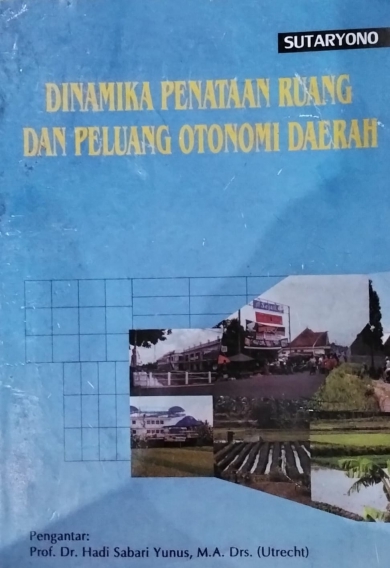 SUTARYONO
DINAMIKA PENATAAN RUANG
DAN PELUANG OTONOMI DAERAH
Pengantar:
Prof. Dr. Hadi Sabari Yunus, M.A. Drs. (Utrecht)